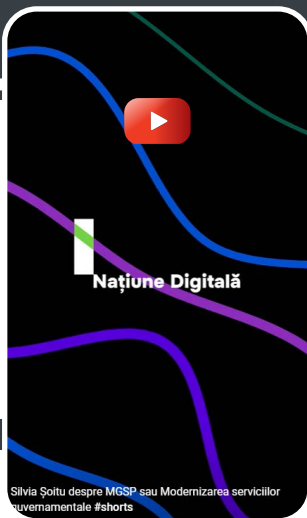 Națiune Digitală
Silvia Șoitu despre MGSP sau Modernizarea serviciilor
guvernamentale #shorts